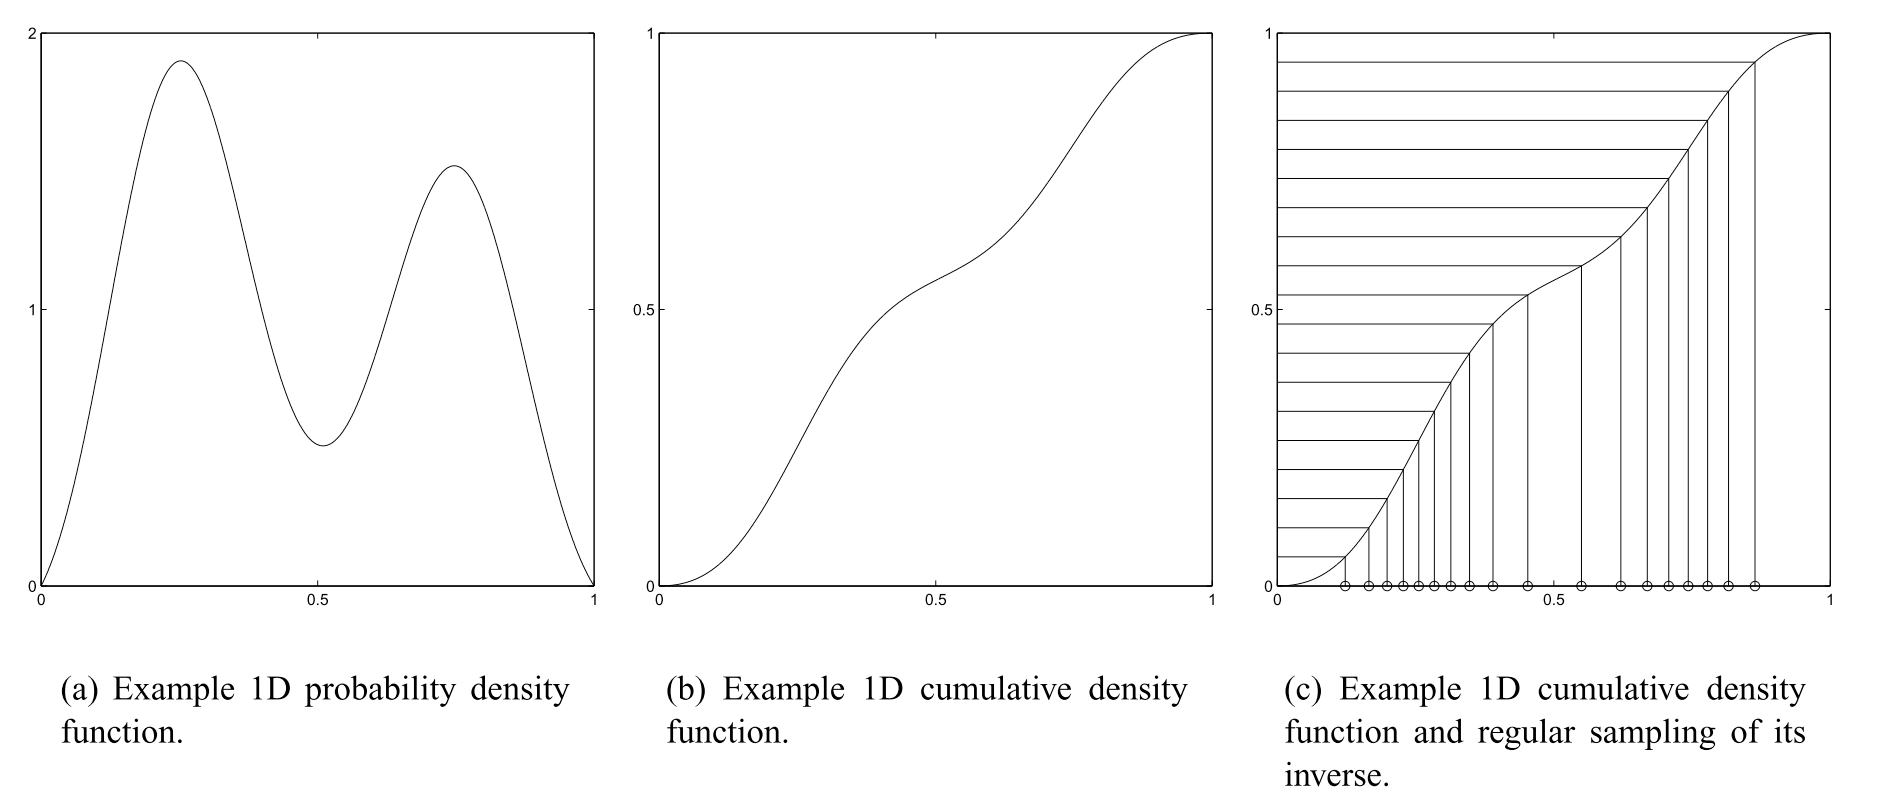 2
1
0
0
0.5
1
1
0.5
0
0
0.5
1
1
0.5
0
0
0.5
1
(a) Example 1D probability density
function.
(b) Example 1D cumulative density
function.
(c) Example 1D cumulative density
function and regular sampling of its
inverse.